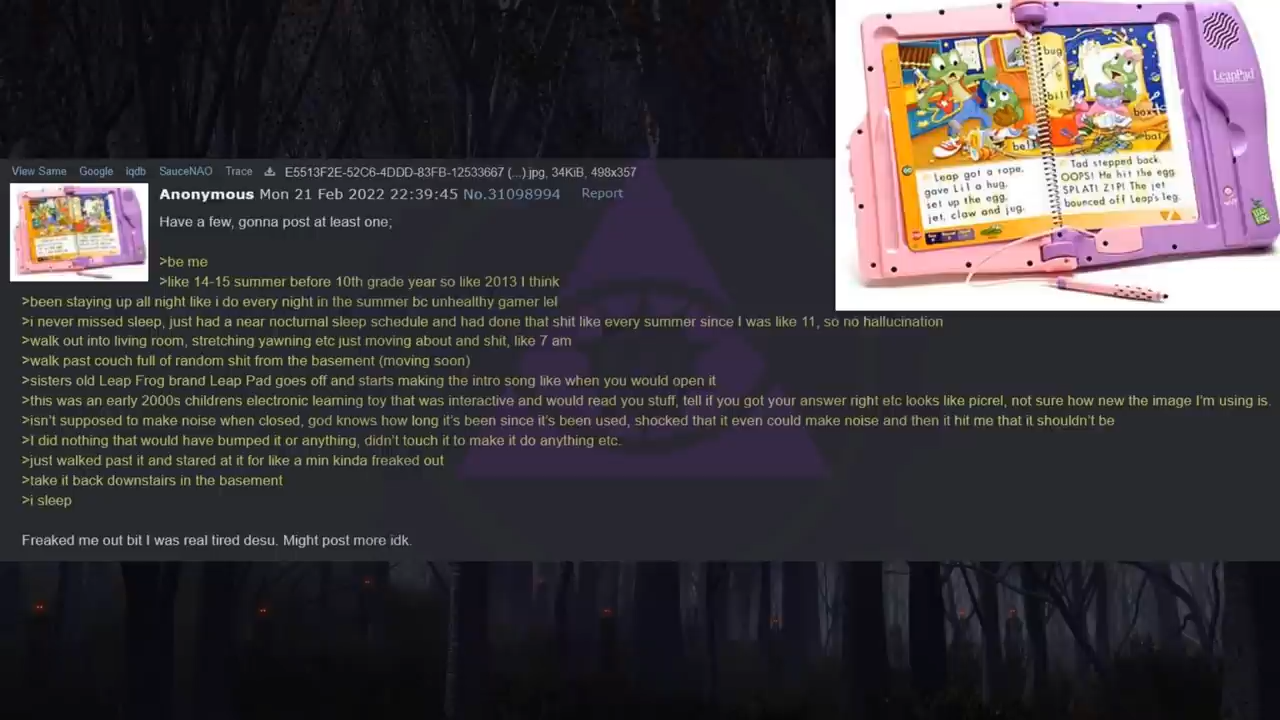 LeapPad
bug
bill
box
bat
bell
Leap got a rope,
gave Lil a hug,
set up the egg,
jet, claw and jug.
Tad stepped back.
OOPS! He hit the egg.
SPLAT! ZIP! The jet
bounced off Leap's leg.
View Same Google iqdb SauceNAO Trace E5513F2E-52C6-4DDD-83FB-12533667 (...).jpg, 34KiB, 498x357
Anonymous Mon 21 Feb 2022 22:39:45 No.31098994 Report
Have a few, gonna post at least one;
>be me
>like 14-15 summer before 10th grade year so like 2013 I think
>been staying up all night like i do every night in the summer bc unhealthy gamer lel
>i never missed sleep, just had a near nocturnal sleep schedule and had done that shit like every summer since I was like 11, so no hallucination
>walk out into living room, stretching yawning etc just moving about and shit, like 7 am
>walk past couch full of random shit from the basement (moving soon)
>sisters old Leap Frog brand Leap Pad goes off and starts making the intro song like when you would open it
>this was an early 2000s childrens electronic learning toy that was interactive and would read you stuff, tell if you got your answer right etc looks like picrel, not sure how new the image I'm using is.
>isn't supposed to make noise when closed, god knows how long it's been since it's been used, shocked that it even could make noise and then it hit me that it shouldn't be
>I did nothing that would have bumped it or anything, didn't touch it to make it do anything etc.
>just walked past it and stared at it for like a min kinda freaked out
>take it back downstairs in the basement
>i sleep
Freaked me out bit I was real tired desu. Might post more idk.